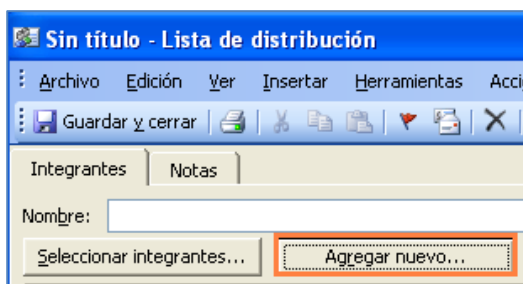 Sin título - Lista de distribución
Archivo Edición Ver Insertar Herramientas
Guardar y cerrar
Integrantes Notas
Nombre:
Seleccionar integrantes... Agregar nuevo...